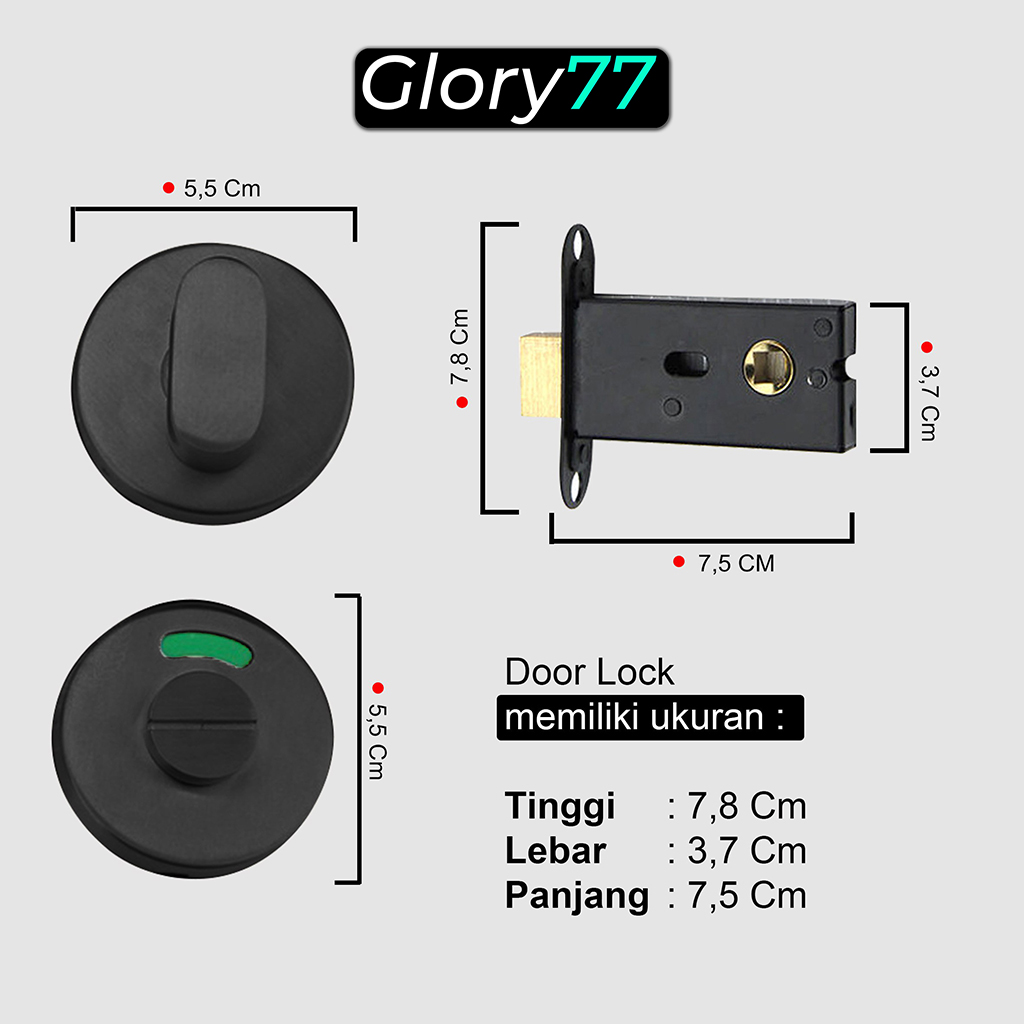 Glory77
5,5 Cm
7,8 Cm
3,7 Cm
7,5 CM
5,5 Cm
Door Lock
memiliki ukuran :
Tinggi : 7,8 Cm
Lebar : 3,7 Cm
Panjang : 7,5 Cm